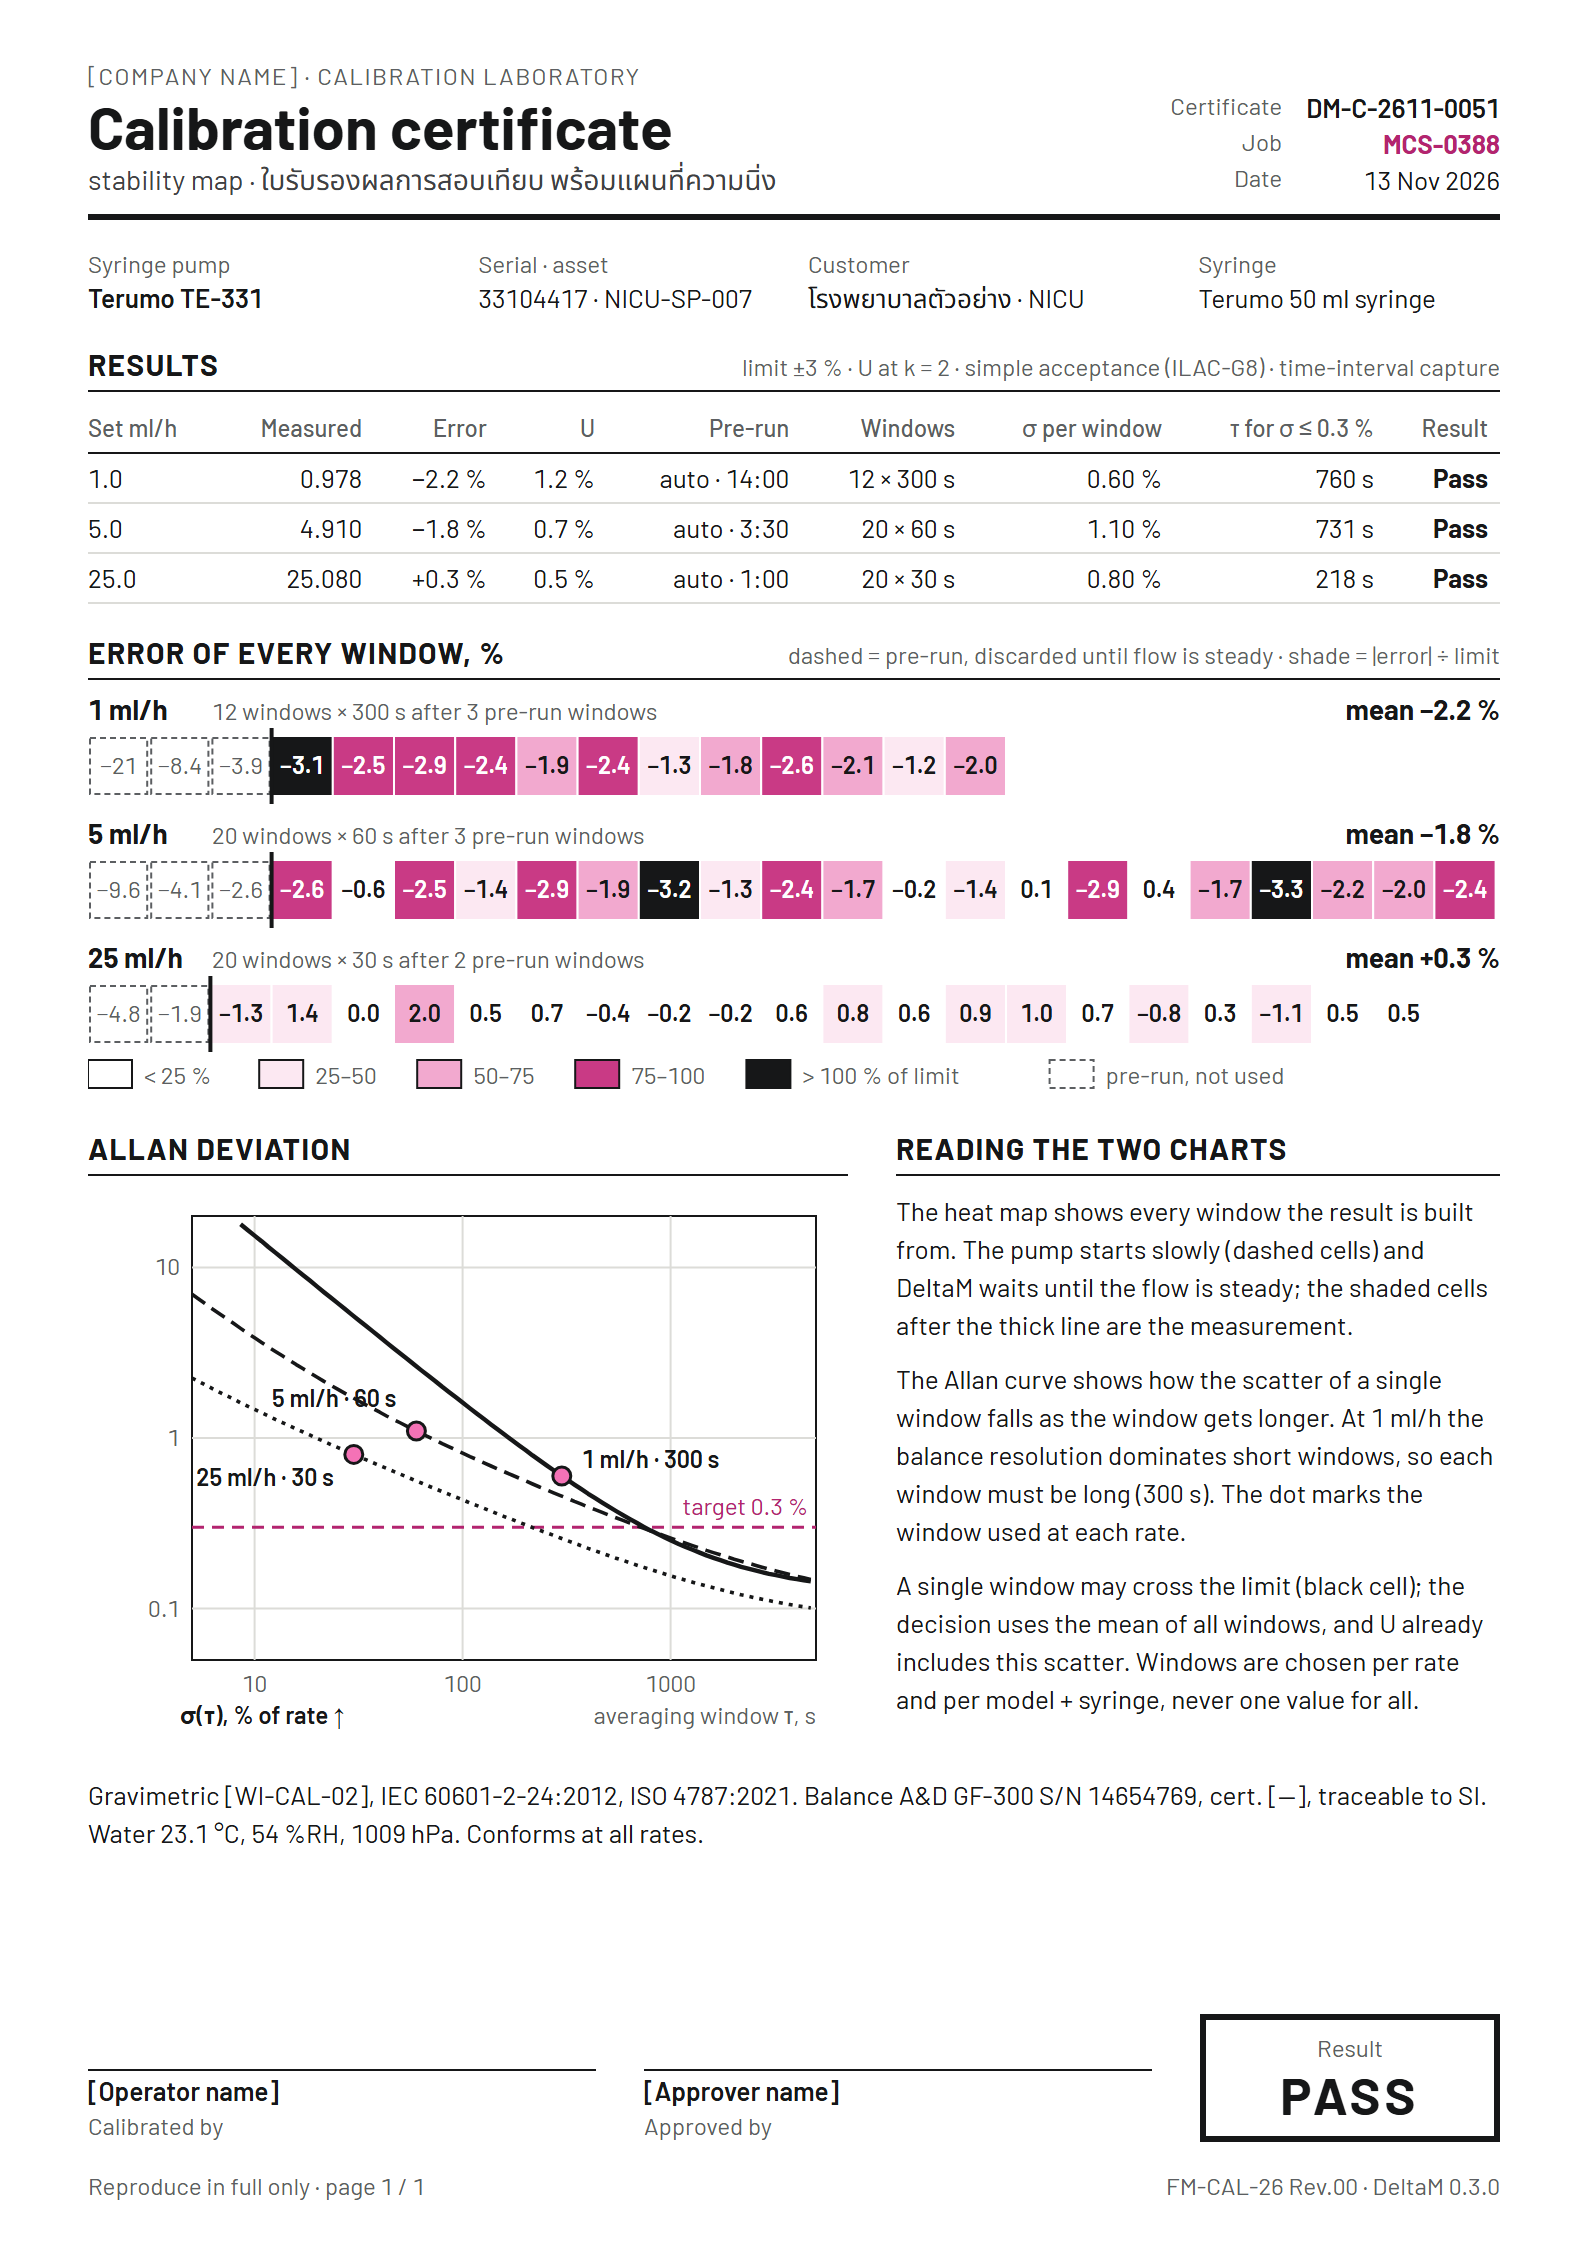 [COMPANY NAME] · CALIBRATION LABORATORY
Calibration certificate
stability map · ใบรับรองผลการสอบเทียบ พร้อมแผนที่ความนิ่ง
Certificate DM-C-2611-0051
Job MCS-0388
Date 13 Nov 2026
Syringe pump Serial · asset Customer Syringe
Terumo TE-331 33104417 · NICU-SP-007 โรงพยาบาลตัวอย่าง · NICU Terumo 50 ml syringe
RESULTS limit ±3 % · U at k = 2 · simple acceptance (ILAC-G8) · time-interval capture
Set ml/h Measured Error U Pre-run Windows σ per window τ for σ ≤ 0.3 % Result
1.0 0.978 −2.2 % 1.2 % auto · 14:00 12 × 300 s 0.60 % 760 s Pass
5.0 4.910 −1.8 % 0.7 % auto · 3:30 20 × 60 s 1.10 % 731 s Pass
25.0 25.080 +0.3 % 0.5 % auto · 1:00 20 × 30 s 0.80 % 218 s Pass
ERROR OF EVERY WINDOW, % dashed = pre-run, discarded until flow is steady · shade = |error| ÷ limit
1 ml/h 12 windows × 300 s after 3 pre-run windows mean −2.2 %
−21 −8.4 −3.9 −3.1 −2.5 −2.9 −2.4 −1.9 −2.4 −1.3 −1.8 −2.6 −2.1 −1.2 −2.0
5 ml/h 20 windows × 60 s after 3 pre-run windows mean −1.8 %
−9.6 −4.1 −2.6 −2.6 −0.6 −2.5 −1.4 −2.9 −1.9 −3.2 −1.3 −2.4 −1.7 −0.2 −1.4 0.1 −2.9 0.4 −1.7 −3.3 −2.2 −2.0 −2.4
25 ml/h 20 windows × 30 s after 2 pre-run windows mean +0.3 %
−4.8 −1.9 −1.3 1.4 0.0 2.0 0.5 0.7 −0.4 −0.2 −0.2 0.6 0.8 0.6 0.9 1.0 0.7 −0.8 0.3 −1.1 0.5 0.5
< 25 % 25–50 50–75 75–100 > 100 % of limit pre-run, not used
ALLAN DEVIATION
10
5 ml/h · 60 s
1
1 ml/h · 300 s
25 ml/h · 30 s
target 0.3 %
0.1
10 100 1000
σ(τ), % of rate ↑ averaging window τ, s
READING THE TWO CHARTS
The heat map shows every window the result is built
from. The pump starts slowly (dashed cells) and
DeltaM waits until the flow is steady; the shaded cells
after the thick line are the measurement.
The Allan curve shows how the scatter of a single
window falls as the window gets longer. At 1 ml/h the
balance resolution dominates short windows, so each
window must be long (300 s). The dot marks the
window used at each rate.
A single window may cross the limit (black cell); the
decision uses the mean of all windows, and U already
includes this scatter. Windows are chosen per rate
and per model + syringe, never one value for all.
Gravimetric [WI-CAL-02], IEC 60601-2-24:2012, ISO 4787:2021. Balance A&D GF-300 S/N 14654769, cert. [—], traceable to SI.
Water 23.1 °C, 54 %RH, 1009 hPa. Conforms at all rates.
[Operator name]
Calibrated by
[Approver name]
Approved by
Result
PASS
Reproduce in full only · page 1 / 1 FM-CAL-26 Rev.00 · DeltaM 0.3.0